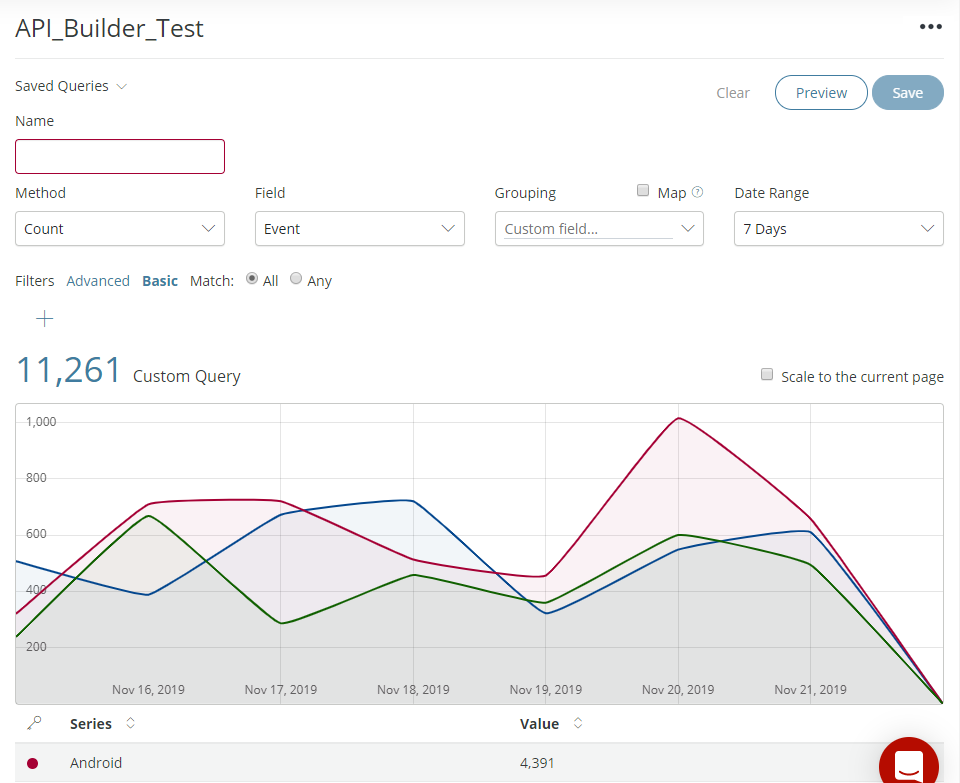 API_Builder_Test
Saved Queries
Clear Preview Save
Name
Method Field Grouping Map ? Date Range
Count Event Custom field... 7 Days
Filters Advanced Basic Match: All Any
11,261 Custom Query Scale to the current page
1,000
800
600
400
200
Nov 16, 2019 Nov 17, 2019 Nov 18, 2019 Nov 19, 2019 Nov 20, 2019 Nov 21, 2019
Series Value
Android 4,391